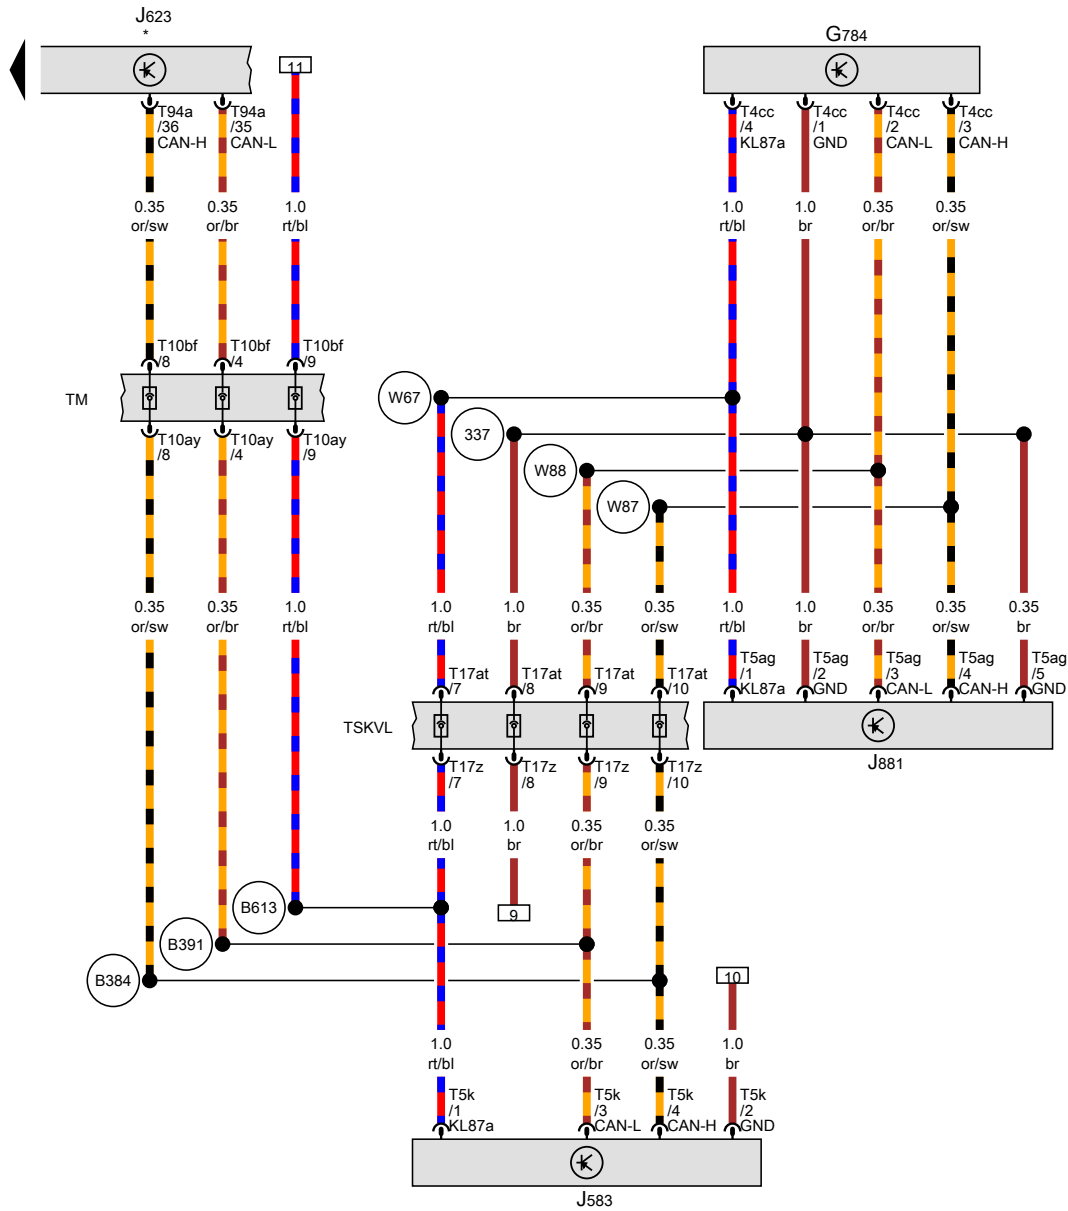 J623
*
11
G784
T94a
/36
CAN-H
T94a
/35
CAN-L
T4cc
/4
KL87a
T4cc
/1
GND
T4cc
/2
CAN-L
T4cc
/3
CAN-H
0.35
or/sw
0.35
or/br
1.0
rt/bl
1.0
rt/bl
1.0
br
0.35
or/br
0.35
or/sw
T10bf
/8
T10bf
/4
T10bf
/9
TM
T10ay
/8
T10ay
/4
T10ay
/9
W67
337
W88
W87
0.35
or/sw
0.35
or/br
1.0
rt/bl
1.0
rt/bl
1.0
br
0.35
or/br
0.35
or/sw
1.0
rt/bl
1.0
br
0.35
or/br
0.35
or/sw
0.35
br
T17at
/7
T17at
/8
T17at
/9
T17at
/10
T5ag
/1
KL87a
T5ag
/2
GND
T5ag
/3
CAN-L
T5ag
/4
CAN-H
T5ag
/5
GND
TSKVL
J881
T17z
/7
T17z
/8
T17z
/9
T17z
/10
1.0
rt/bl
1.0
br
0.35
or/br
0.35
or/sw
B613
9
B391
B384
10
1.0
rt/bl
0.35
or/br
0.35
or/sw
1.0
br
T5k
/1
KL87a
T5k
/3
CAN-L
T5k
/4
CAN-H
T5k
/2
GND
J583